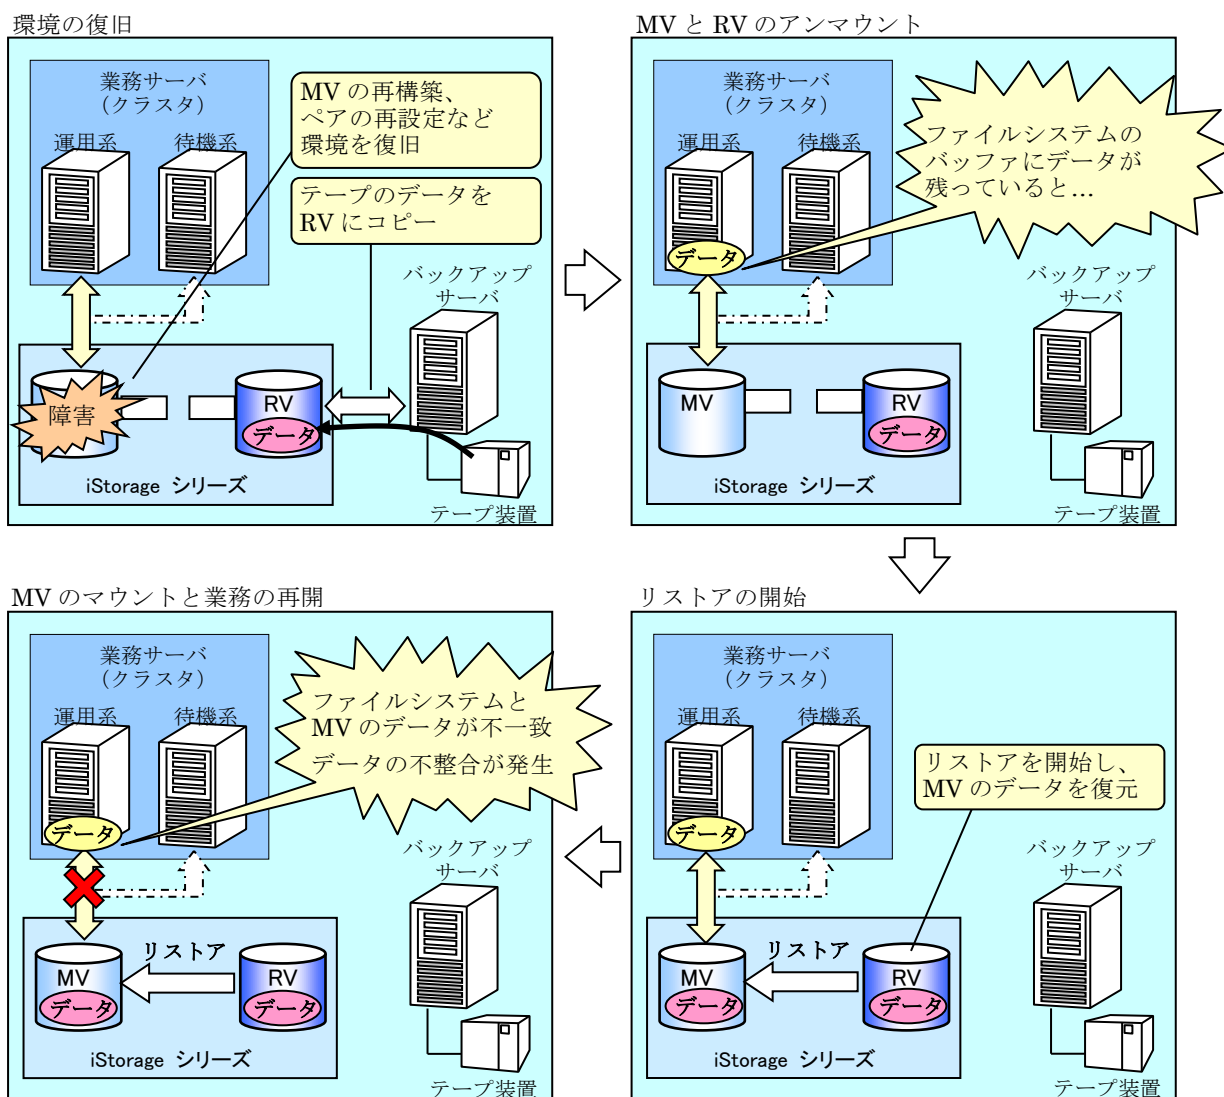 環境の復旧
業務サーバ
（クラスタ）
運用系
待機系
MV の再構築、
ペアの再設定など
環境を復旧
テープのデータを
RV にコピー
バックアップ
サーバ
障害
RV
データ
iStorage シリーズ
テープ装置
MV と RV のアンマウント
業務サーバ
（クラスタ）
運用系
待機系
データ
ファイルシステムの
バッファにデータが
残っていると...
バックアップ
サーバ
MV
RV
データ
iStorage シリーズ
テープ装置
リストアの開始
業務サーバ
（クラスタ）
運用系
待機系
データ
リストアを開始し、
MV のデータを復元
バックアップ
サーバ
リストア
MV
データ
RV
データ
iStorage シリーズ
テープ装置
MV のマウントと業務の再開
業務サーバ
（クラスタ）
運用系
待機系
データ
ファイルシステムと
MV のデータが不一致
データの不整合が発生
バックアップ
サーバ
リストア
MV
データ
RV
データ
iStorage シリーズ
テープ装置